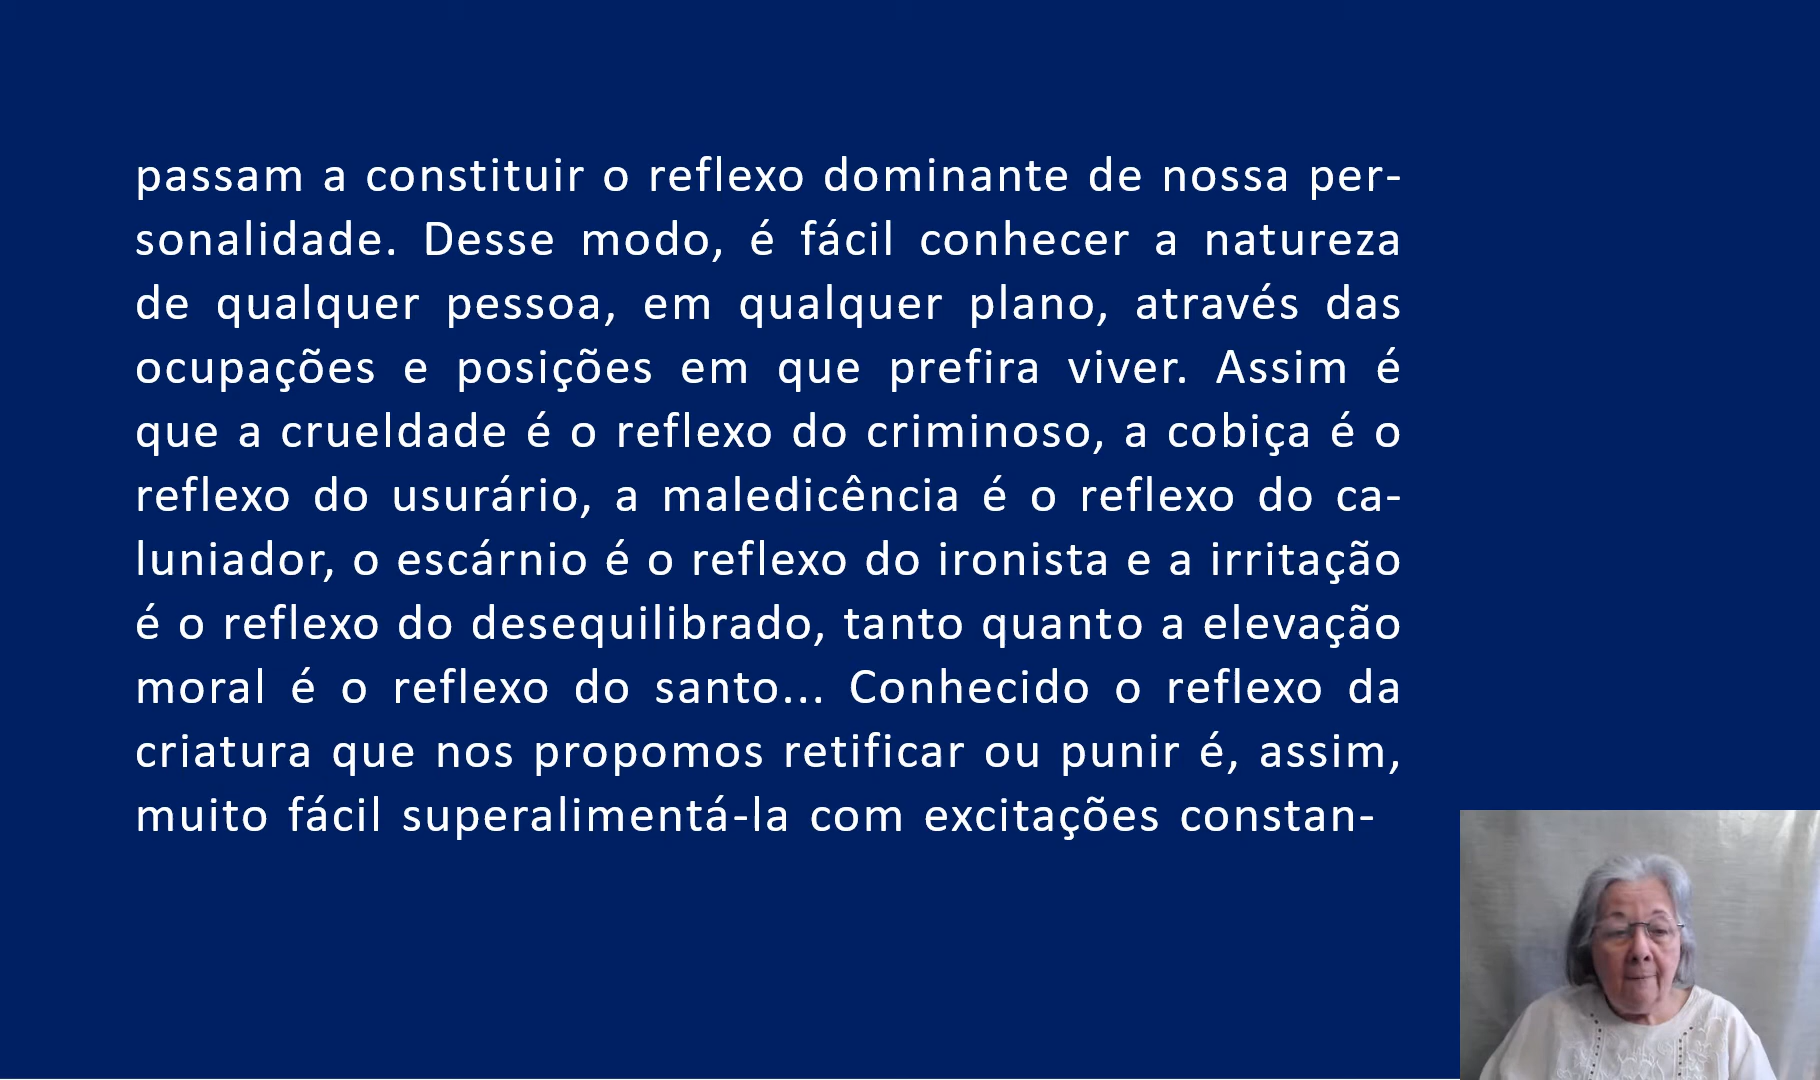 passam a constituir o reflexo dominante de nossa per-
sonalidade. Desse modo, é fácil conhecer a natureza
de qualquer pessoa, em qualquer plano, através das
ocupações e posições em que prefira viver. Assim é
que a crueldade é o reflexo do criminoso, a cobiça é o
reflexo do usurário, a maledicência é o reflexo do ca-
luniador, o escárnio é o reflexo do ironista e a irritação
é o reflexo do desequilibrado, tanto quanto a elevação
moral é o reflexo do santo... Conhecido o reflexo da
criatura que nos propomos retificar ou punir é, assim,
muito fácil superalimentá-la com excitações constan-